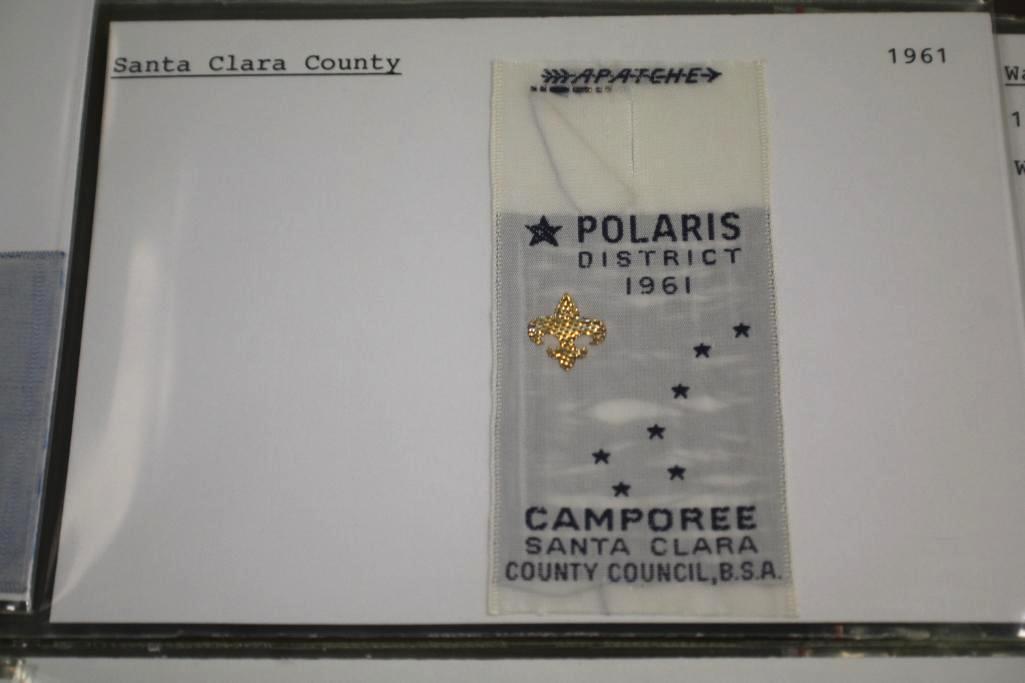 Santa Clara County
1961
APATCHE
POLARIS
DISTRICT
1961
CAMPOREE
SANTA CLARA
COUNTY COUNCIL, B.S.A.